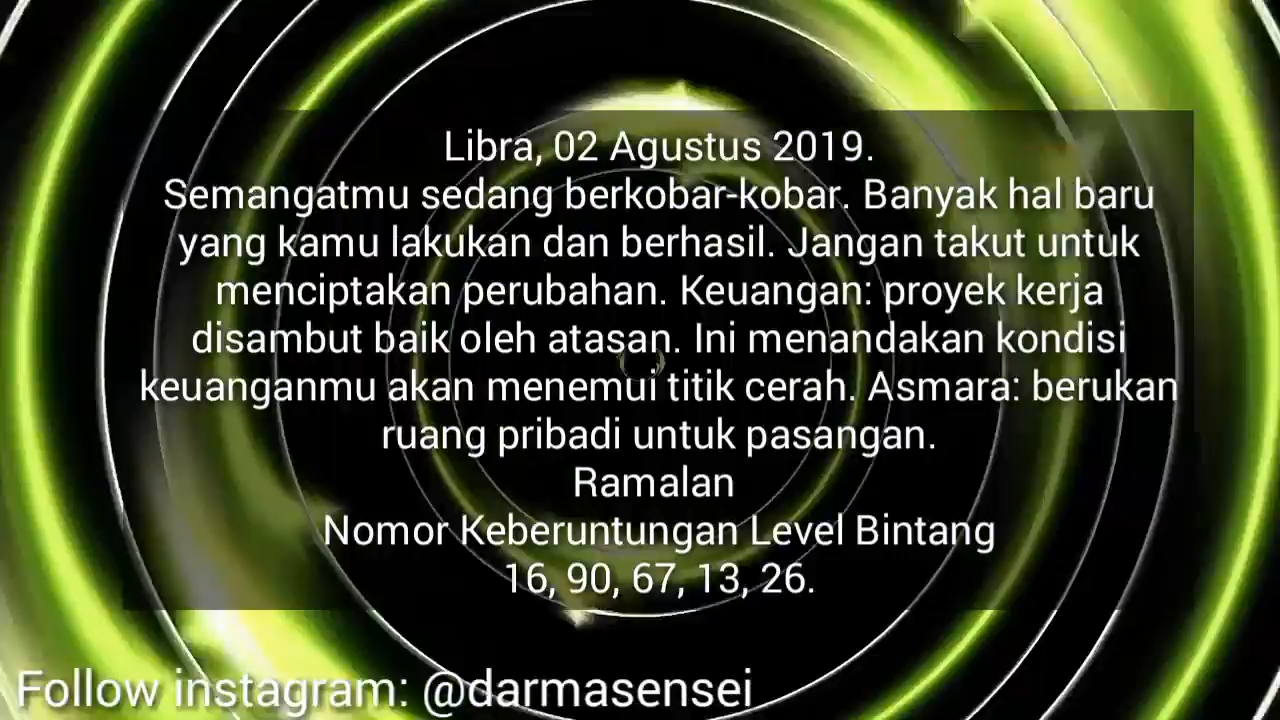 Libra, 02 Agustus 2019.
Semangatmu sedang berkobar-kobar. Banyak hal baru
yang kamu lakukan dan berhasil. Jangan takut untuk
menciptakan perubahan. Keuangan: proyek kerja
disambut baik oleh atasan. Ini menandakan kondisi
keuanganmu akan menemui titik cerah. Asmara: berukan
ruang pribadi untuk pasangan.
Ramalan
Nomor Keberuntungan Level Bintang
16, 90, 67, 13, 26.
Follow instagram: @darmasensei